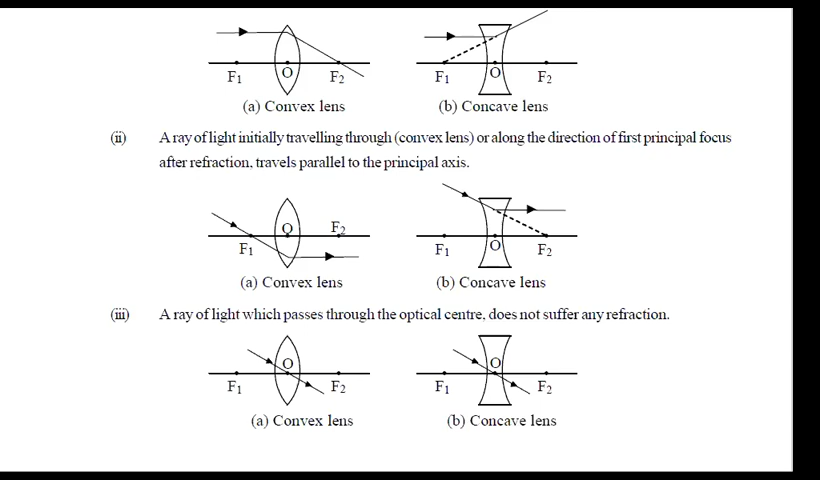 F1 O F2 F1 O F2
(a) Convex lens (b) Concave lens
(ii) A ray of light initially travelling through (convex lens) or along the direction of first principal focus
after refraction, travels parallel to the principal axis.
F1 O F2 F1 O F2
(a) Convex lens (b) Concave lens
(iii) A ray of light which passes through the optical centre, does not suffer any refraction.
F1 O F2 F1 O F2
(a) Convex lens (b) Concave lens